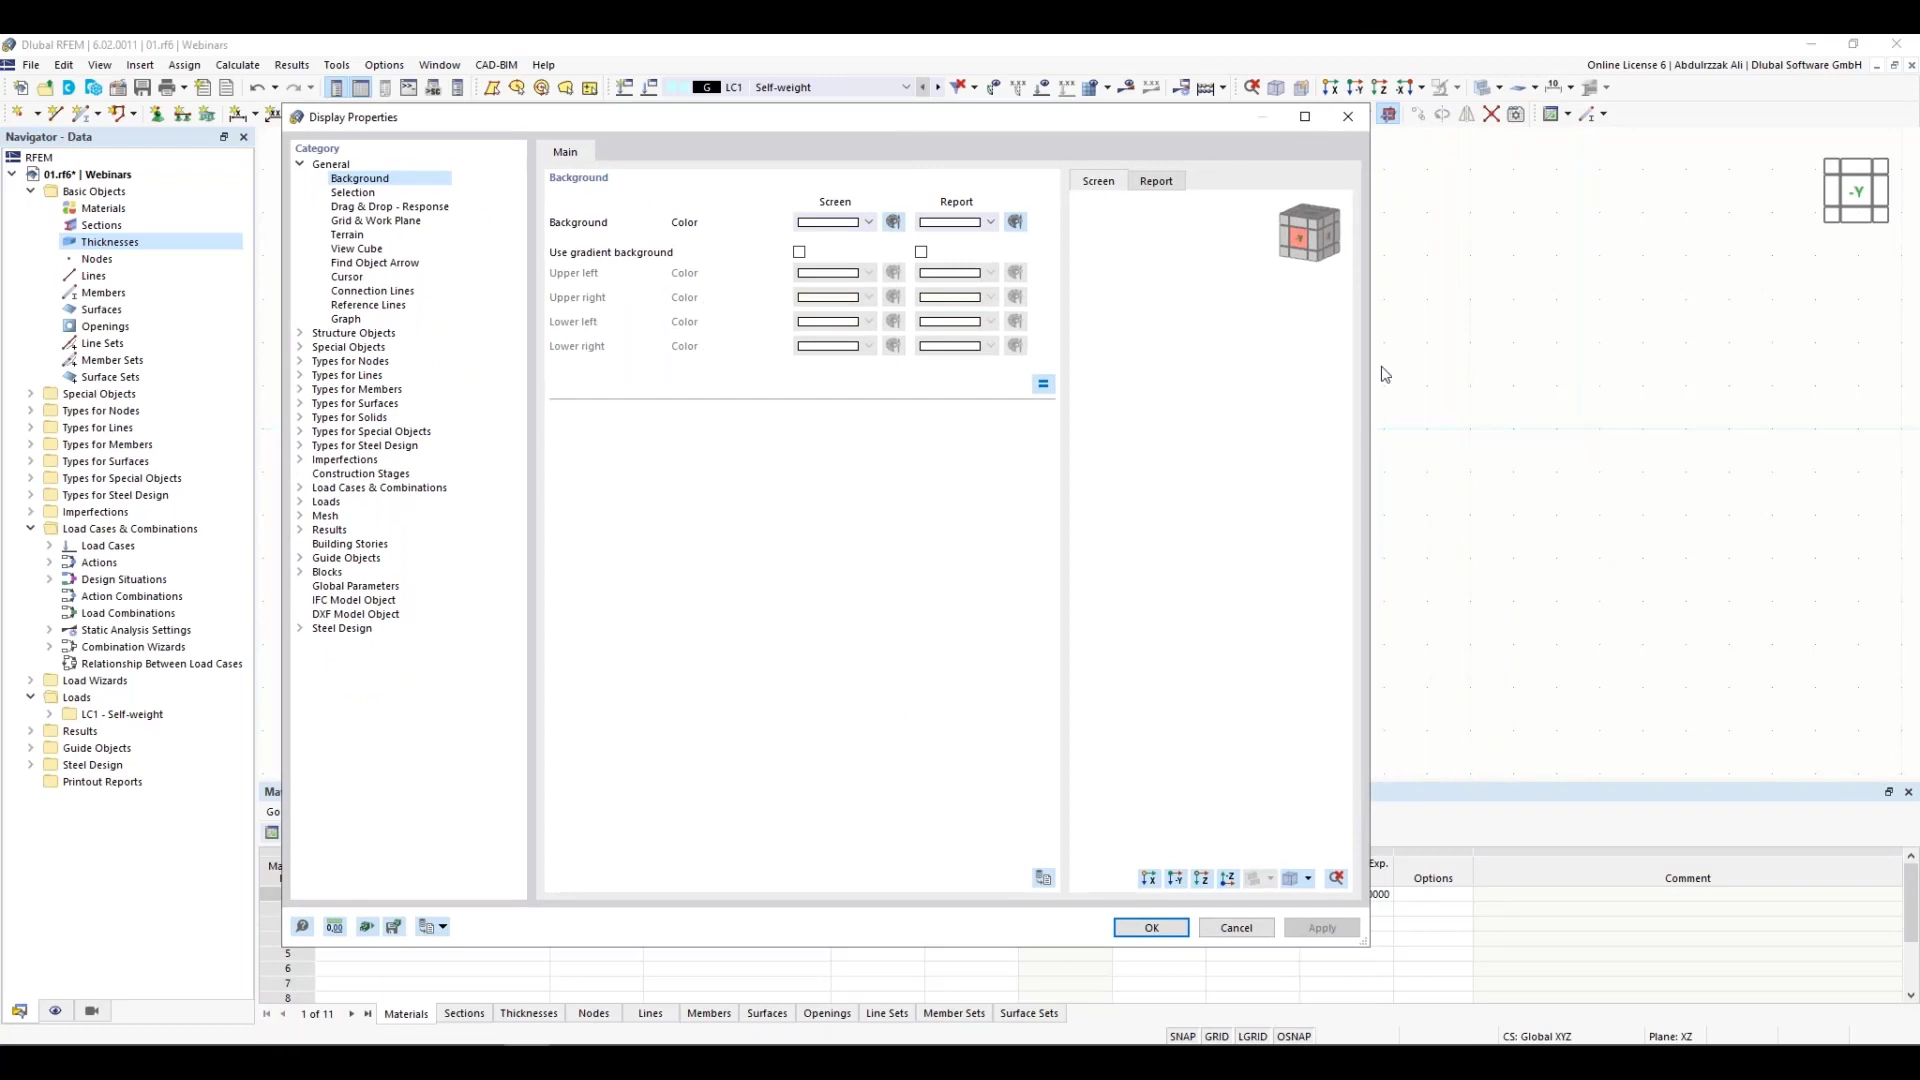 Dlubal RFEM | 6.02.0011 | 01.rf6 | Webinars
File Edit View Insert Assign Calculate Results Tools Options Window CAD-BIM Help
Online License 6 | Abdulrzzak Ali | Dlubal Software GmbH
G LC1 Self-weight
Navigator - Data
RFEM
01.rf6* | Webinars
Basic Objects
Materials
Sections
Thicknesses
Nodes
Lines
Members
Surfaces
Openings
Line Sets
Member Sets
Surface Sets
Special Objects
Types for Nodes
Types for Lines
Types for Members
Types for Surfaces
Types for Special Objects
Types for Steel Design
Imperfections
Load Cases & Combinations
Load Cases
Actions
Design Situations
Action Combinations
Load Combinations
Static Analysis Settings
Combination Wizards
Relationship Between Load Cases
Load Wizards
Loads
LC1 - Self-weight
Results
Guide Objects
Steel Design
Printout Reports
Display Properties
Category
General
Background
Selection
Drag & Drop - Response
Grid & Work Plane
Terrain
View Cube
Find Object Arrow
Cursor
Connection Lines
Reference Lines
Graph
Structure Objects
Special Objects
Types for Nodes
Types for Lines
Types for Members
Types for Surfaces
Types for Solids
Types for Special Objects
Types for Steel Design
Imperfections
Construction Stages
Load Cases & Combinations
Loads
Mesh
Results
Building Stories
Guide Objects
Blocks
Global Parameters
IFC Model Object
DXF Model Object
Steel Design
Main
Background
Screen Report
Background Color
Use gradient background
Upper left Color
Upper right Color
Lower left Color
Lower right Color
Screen Report
-Y
OK Cancel Apply
Ma
Go
Ma
Exp.
Options
Comment
0000
5
6
7
8
1 of 11
Materials Sections Thicknesses Nodes Lines Members Surfaces Openings Line Sets Member Sets Surface Sets
SNAP GRID LGRID OSNAP
CS: Global XYZ
Plane: XZ